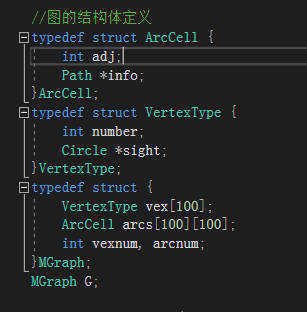 //图的结构体定义
typedef struct ArcCell {
int adj;
Path *info;
}ArcCell;
typedef struct VertexType {
int number;
Circle *sight;
}VertexType;
typedef struct {
VertexType vex[100];
ArcCell arcs[100][100];
int vexnum, arcnum;
}MGraph;
MGraph G;